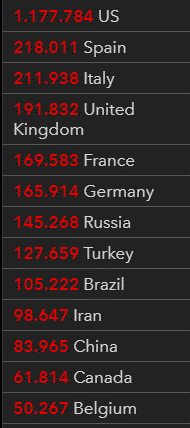 1.177.784 US
218.011 Spain
211.938 Italy
191.832 United
Kingdom
169.583 France
165.914 Germany
145.268 Russia
127.659 Turkey
105.222 Brazil
98.647 Iran
83.965 China
61.814 Canada
50.267 Belgium